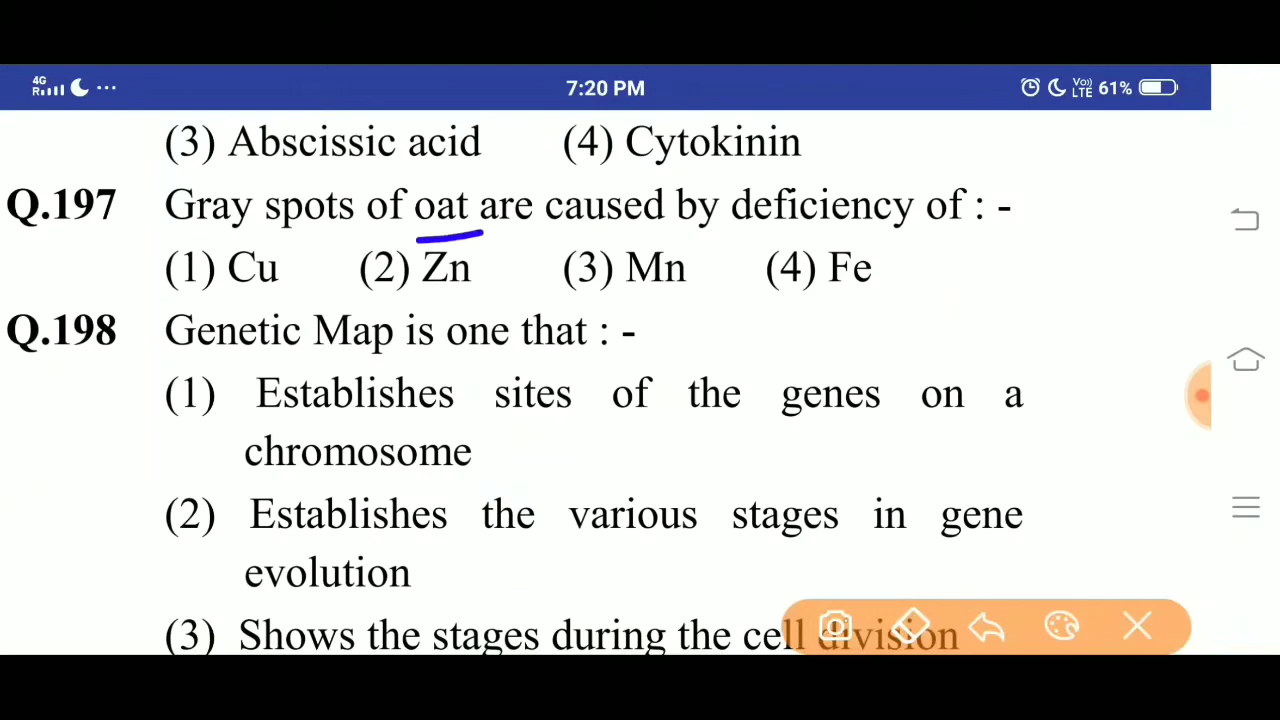 4G
R
...
7:20 PM
Vo))
LTE
61%
(3) Abscissic acid (4) Cytokinin
Q.197 Gray spots of oat are caused by deficiency of : -
(1) Cu (2) Zn (3) Mn (4) Fe
Q.198 Genetic Map is one that : -
(1) Establishes sites of the genes on a
chromosome
(2) Establishes the various stages in gene
evolution
(3) Shows the stages during the cell division